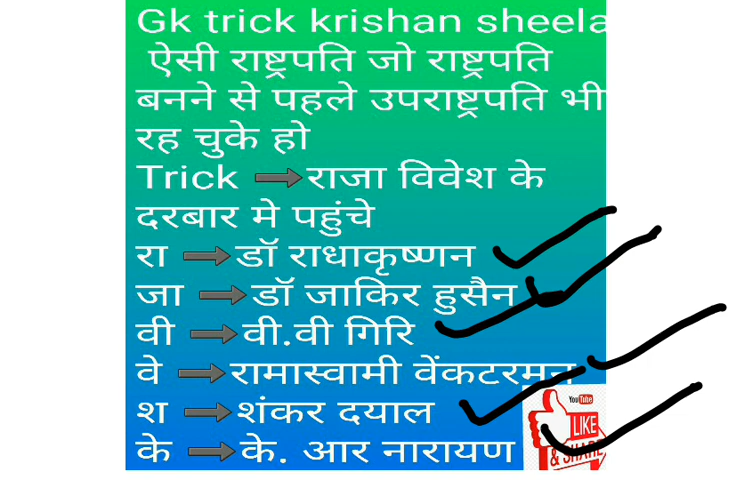 Gk trick krishan sheela
ऐसी राष्ट्रपति जो राष्ट्रपति
बनने से पहले उपराष्ट्रपति भी
रह चुके हो
Trick राजा विवेश के
दरबार मे पहुंचे
रा डॉ राधाकृष्णन
जा डॉ जाकिर हुसैन
वी वी.वी गिरि
वे रामास्वामी वेंकटरमन
श शंकर दयाल
के के. आर नारायण
YouTube
LIKE
& SHARE